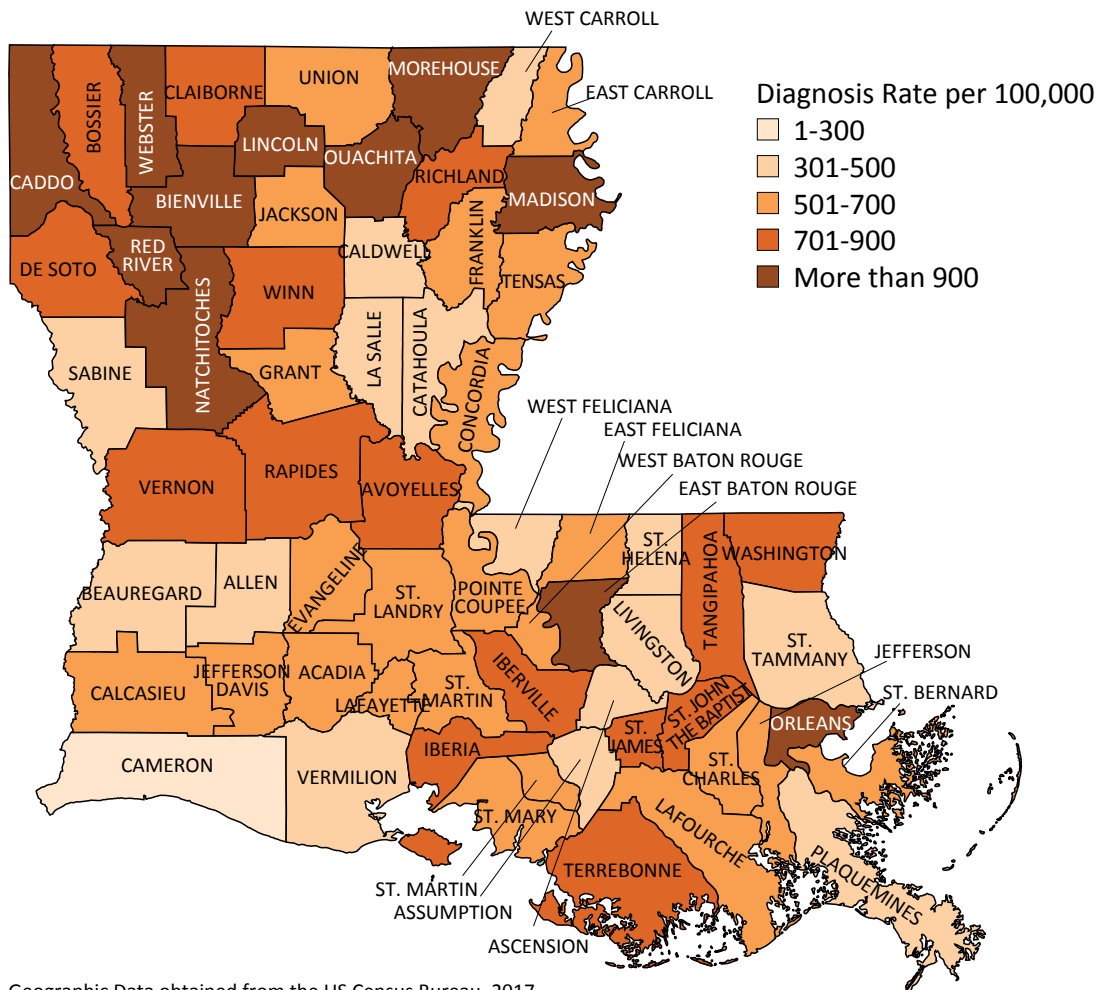 WEST CARROLL
MOREHOUSE
UNION
CLAIBORNE
BOSSIER
WEBSTER
EAST CARROLL
Diagnosis Rate per 100,000
1-300
301-500
501-700
701-900
More than 900
LINCOLN
OUACHITA
RICHLAND
CADDO
BIENVILLE
MADISON
JACKSON
FRANKLIN
RED
RIVER
CALDWELL
DE SOTO
WINN
TENSAS
NATCHITOCHES
LA SALLE
CATAHOULA
SABINE
GRANT
CONCORDIA
WEST FELICIANA
EAST FELICIANA
WEST BATON ROUGE
EAST BATON ROUGE
RAPIDES
VERNON
AVOYELLES
ST.
HELENA
TANGIPAHOA
WASHINGTON
BEAUREGARD
ALLEN
EVANGELINE
ST.
LANDRY
POINTE
COUPEE
LIVINGSTON
ST.
TAMMANY
JEFFERSON
CALCASIEU
JEFFERSON
DAVIS
ACADIA
LAFAYETTE
ST.
MARTIN
IBERVILLE
ST. JOHN
THE BAPTIST
ST. BERNARD
ORLEANS
ST.
JAMES
IBERIA
CAMERON
VERMILION
ST.
CHARLES
ST. MARY
LAFOURCHE
PLAQUEMINES
TERREBONNE
ST. MARTIN
ASSUMPTION
ASCENSION
Geographic Data obtained from the US Census Bureau, 2017